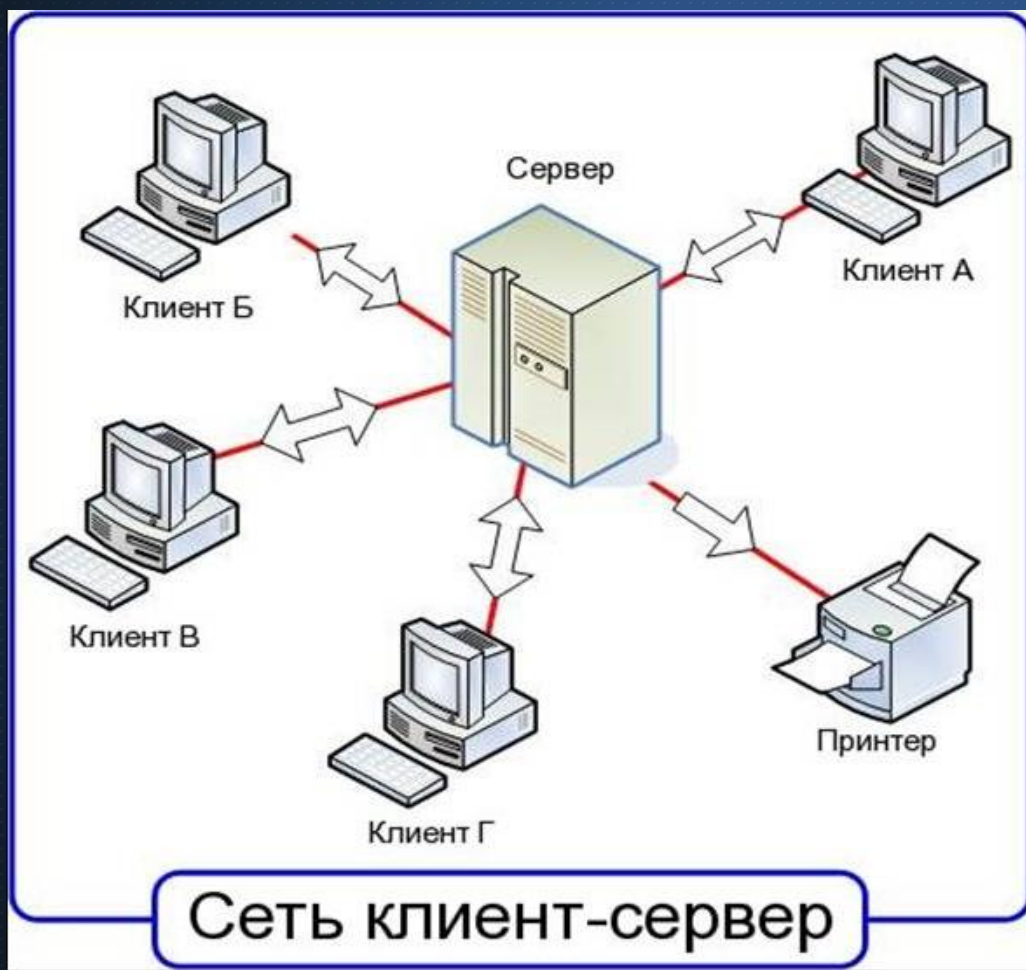 Сервер
Клиент А
Клиент Б
Клиент В
Принтер
Клиент Г
Сеть клиент-сервер